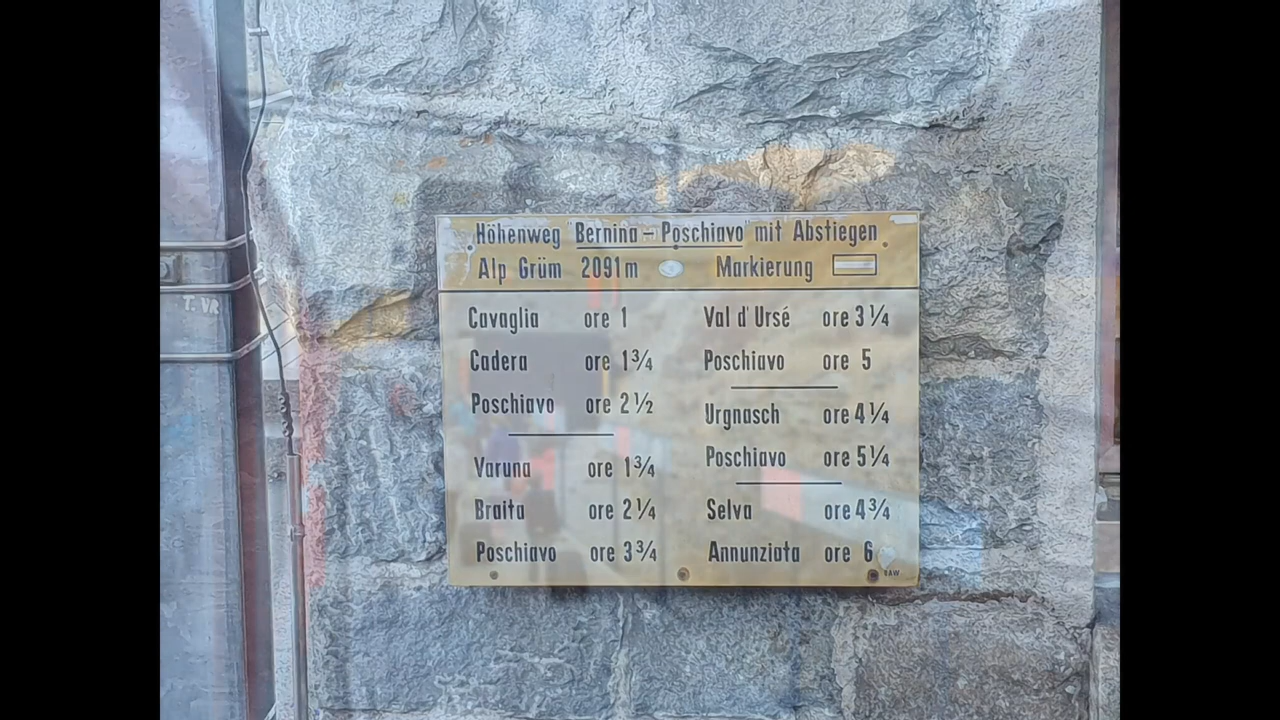 Höhenweg "Bernina – Poschiavo" mit Abstiegen
Alp Grüm 2091m Markierung
Cavaglia ore 1
Cadera ore 1¾
Poschiavo ore 2½
Varuna ore 1¾
Braita ore 2¼
Poschiavo ore 3¾
Val d'Ursé ore 3¼
Poschiavo ore 5
Urgnasch ore 4¼
Poschiavo ore 5¼
Selva ore 4¾
Annunziata ore 6
BAW
T. VR